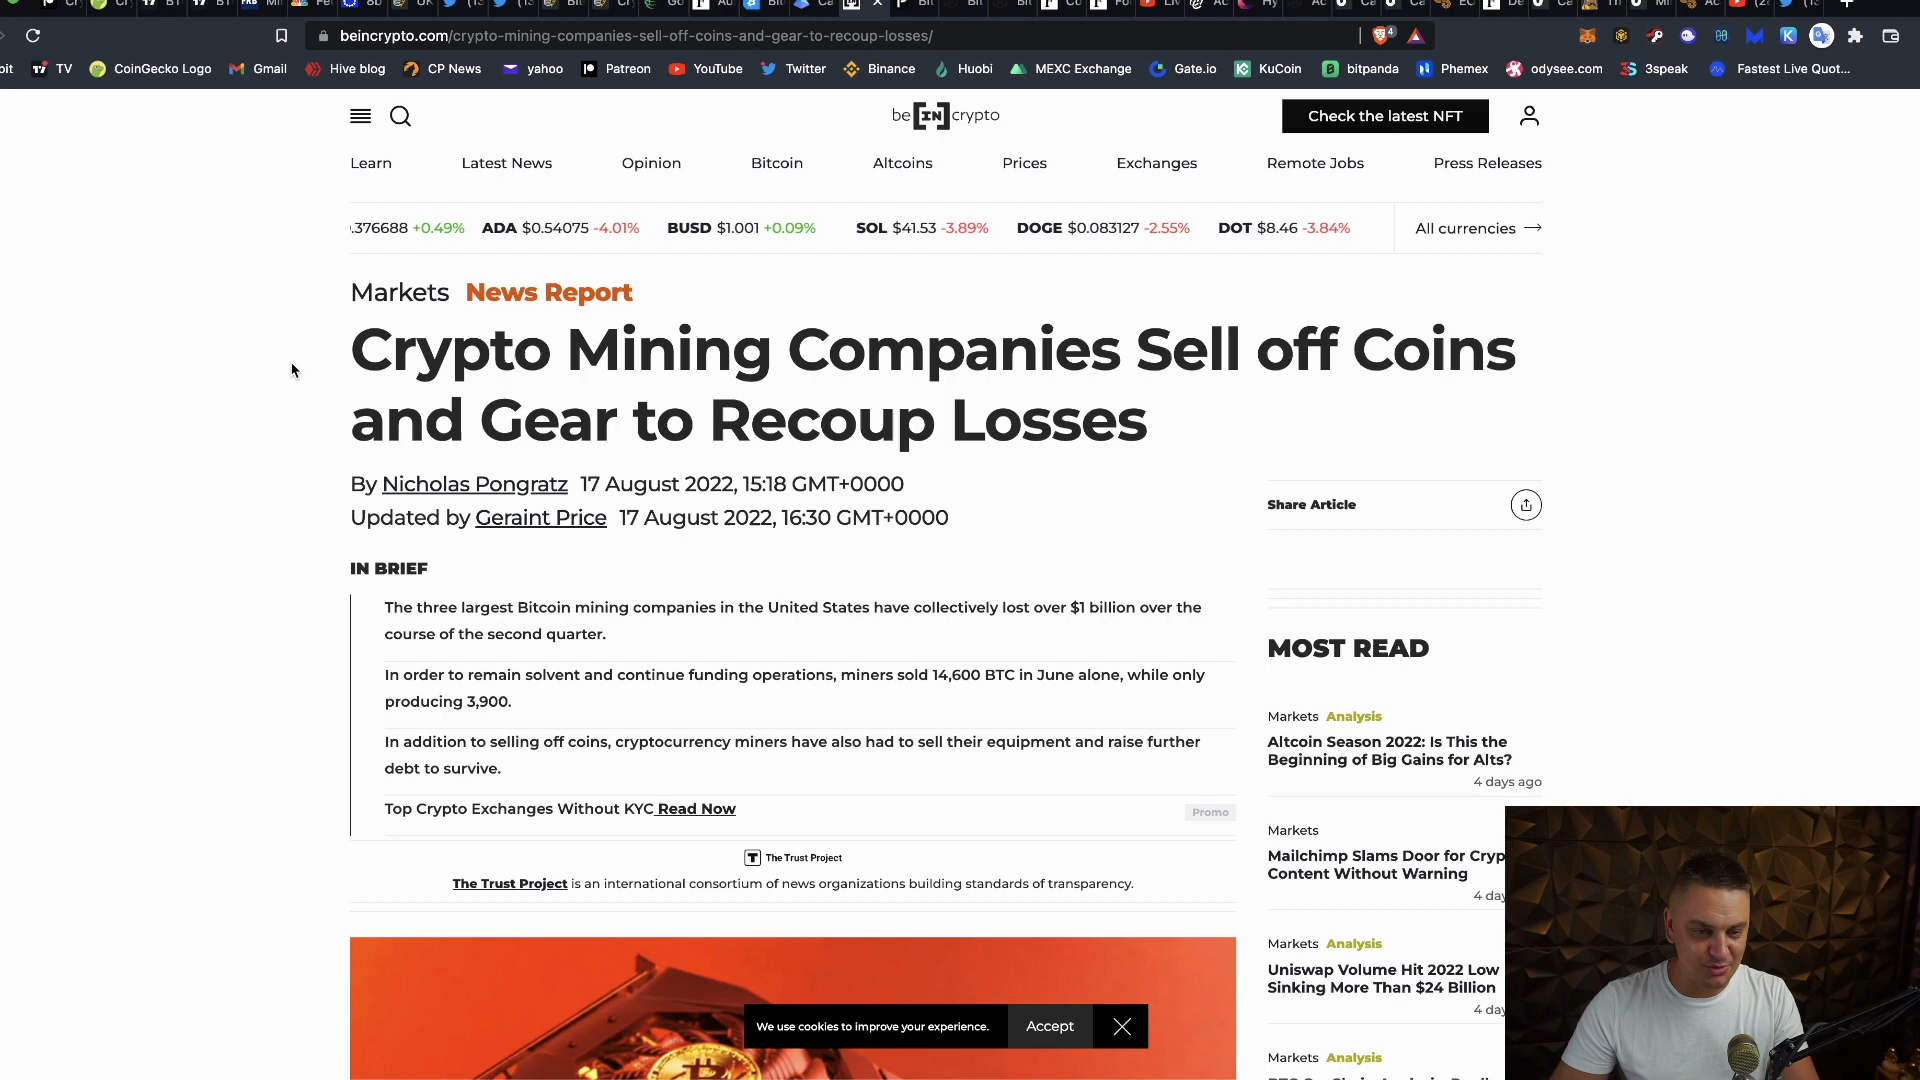 beincrypto.com/crypto-mining-companies-sell-off-coins-and-gear-to-recoup-losses/
TV CoinGecko Logo Gmail Hive blog CP News yahoo Patreon YouTube Twitter Binance Huobi MEXC Exchange Gate.io KuCoin bitpanda Phemex odysee.com 3speak Fastest Live Quot...
be[IN]crypto
Check the latest NFT
Learn Latest News Opinion Bitcoin Altcoins Prices Exchanges Remote Jobs Press Releases
.376688 +0.49% ADA $0.54075 -4.01% BUSD $1.001 +0.09% SOL $41.53 -3.89% DOGE $0.083127 -2.55% DOT $8.46 -3.84% All currencies →
Markets News Report
Crypto Mining Companies Sell off Coins
and Gear to Recoup Losses
By Nicholas Pongratz 17 August 2022, 15:18 GMT+0000
Updated by Geraint Price 17 August 2022, 16:30 GMT+0000
Share Article
IN BRIEF
The three largest Bitcoin mining companies in the United States have collectively lost over $1 billion over the
course of the second quarter.
In order to remain solvent and continue funding operations, miners sold 14,600 BTC in June alone, while only
producing 3,900.
In addition to selling off coins, cryptocurrency miners have also had to sell their equipment and raise further
debt to survive.
Top Crypto Exchanges Without KYC Read Now
Promo
The Trust Project
The Trust Project is an international consortium of news organizations building standards of transparency.
MOST READ
Markets Analysis
Altcoin Season 2022: Is This the
Beginning of Big Gains for Alts?
4 days ago
Markets
Mailchimp Slams Door for Cryp
Content Without Warning
4 day
Markets Analysis
Uniswap Volume Hit 2022 Low
Sinking More Than $24 Billion
4 day
Markets Analysis
We use cookies to improve your experience. Accept